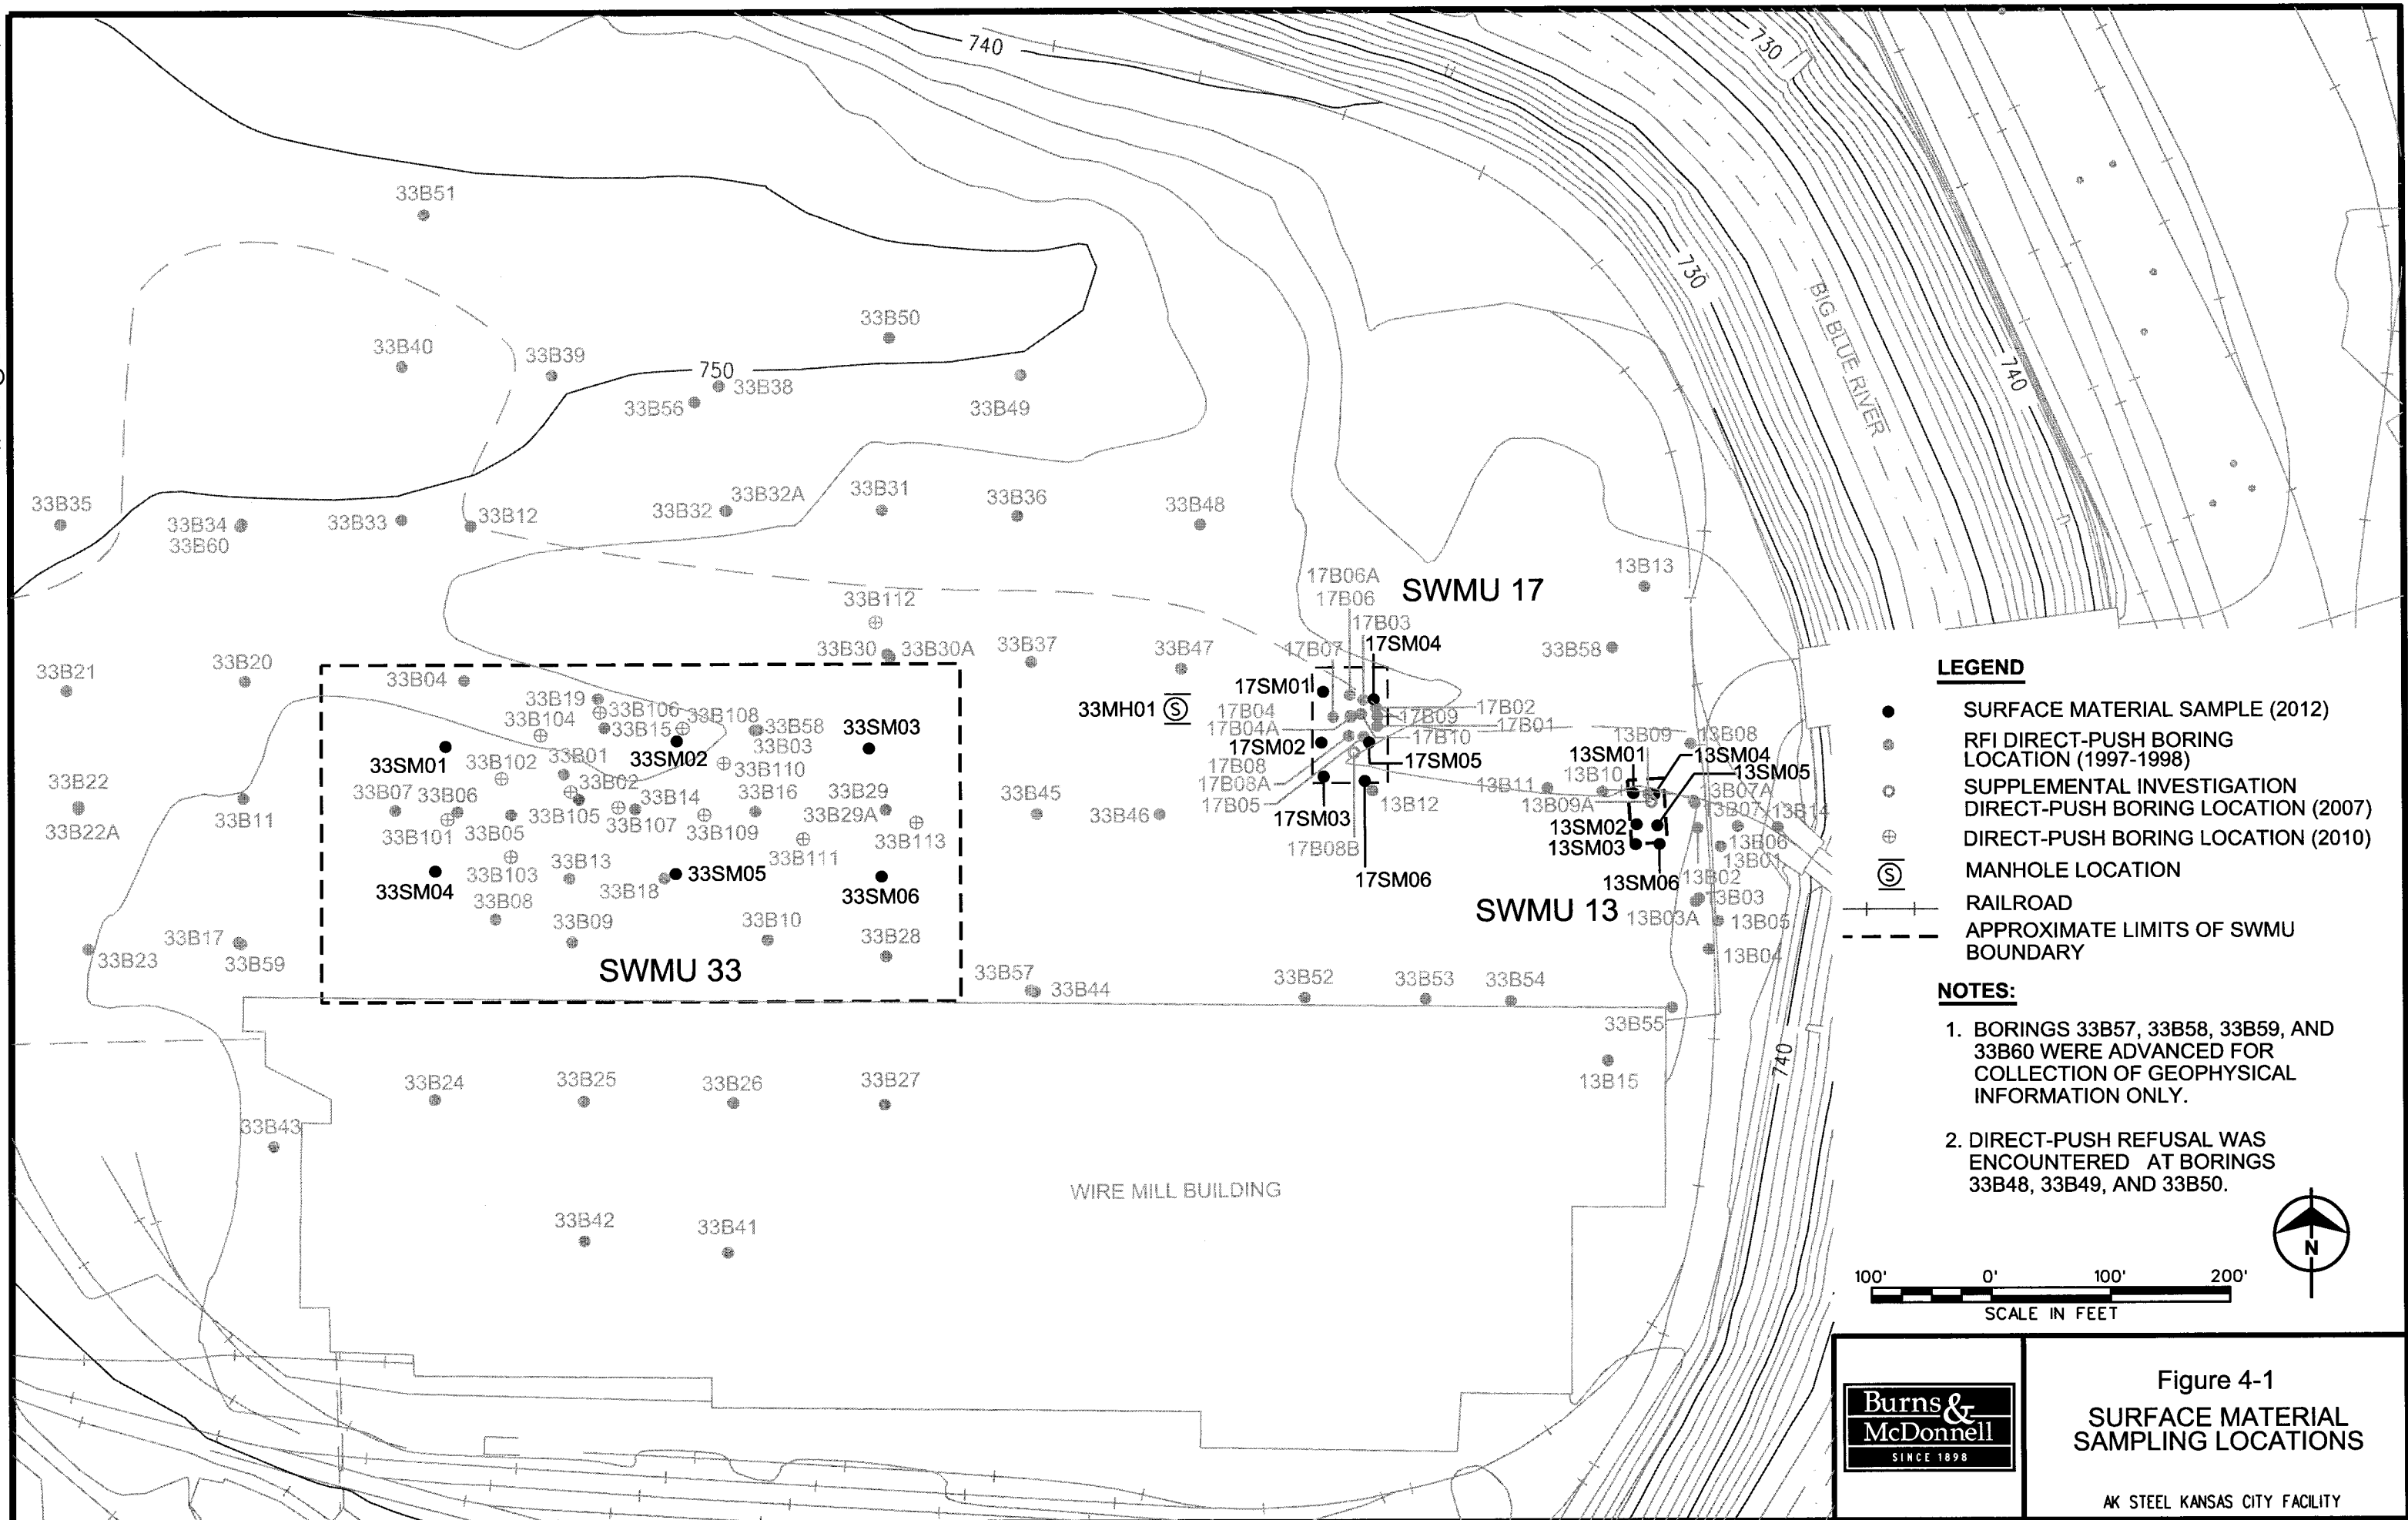 740
730
33B51
730
BIG BLUE RIVER
33B50
33B40
33B39
740
750
33B38
33B56
33B49
33B35
33B34
33B60
33B33
33B12
33B32
33B32A
33B31
33B36
33B48
17B06A
17B06
SWMU 17
13B13
33B112
17B03
17SM04
33B30
33B30A
33B37
33B47
17B07
33B58
33B21
33B20
33B04
17SM01
33B19
33B106
33B104
33B15
33B108
33B58
33B03
33SM03
33MH01
S
17B04
17B04A
17B02
17B09
17B01
17B10
33SM01
33SM02
17SM02
17SM05
13B09
13B08
13SM01
13SM04
13SM05
33B102
33B01
33B110
17B08
17B08A
17B05
13B11
13B10
13B07A
33B22
33B22A
33B11
33B07
33B06
33B02
33B14
33B16
33B29
33B29A
33B45
33B46
13B12
13B09A
13B07
13B14
33B101
33B05
33B105
33B107
33B109
33B111
33B113
17SM03
17B08B
13SM02
13SM03
13B06
13B01
33B103
33B13
33B18
33SM05
17SM06
13SM06
13B02
33SM04
33B08
33SM06
SWMU 13
13B03
13B03A
13B05
33B23
33B17
33B59
33B09
33B10
33B28
13B04
SWMU 33
33B57
33B44
33B52
33B53
33B54
33B55
740
33B24
33B25
33B26
33B27
13B15
33B43
WIRE MILL BUILDING
33B42
33B41
LEGEND
SURFACE MATERIAL SAMPLE (2012)
RFI DIRECT-PUSH BORING
LOCATION (1997-1998)
SUPPLEMENTAL INVESTIGATION
DIRECT-PUSH BORING LOCATION (2007)
DIRECT-PUSH BORING LOCATION (2010)
S
MANHOLE LOCATION
RAILROAD
APPROXIMATE LIMITS OF SWMU
BOUNDARY
NOTES:
1. BORINGS 33B57, 33B58, 33B59, AND
33B60 WERE ADVANCED FOR
COLLECTION OF GEOPHYSICAL
INFORMATION ONLY.
2. DIRECT-PUSH REFUSAL WAS
ENCOUNTERED AT BORINGS
33B48, 33B49, AND 33B50.
N
100' 0' 100' 200'
SCALE IN FEET
Burns &
McDonnell
SINCE 1898
Figure 4-1
SURFACE MATERIAL
SAMPLING LOCATIONS
AK STEEL KANSAS CITY FACILITY